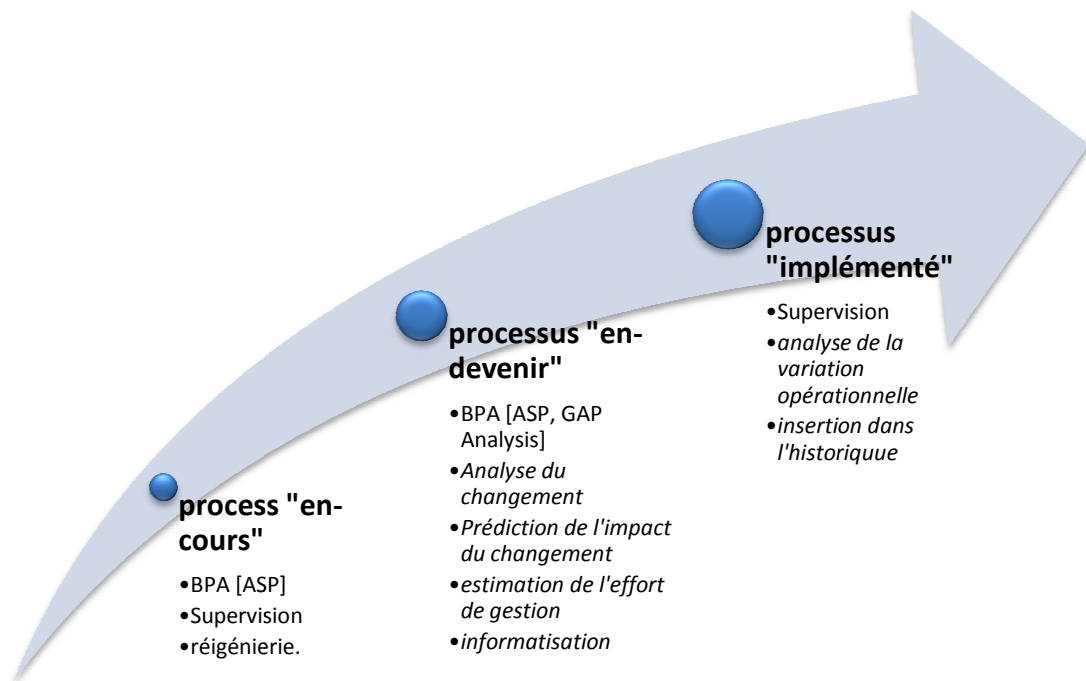 process "en-
cours"
•BPA [ASP]
•Supervision
•réigénierie.
processus "en-
devenir"
•BPA [ASP, GAP
Analysis]
•Analyse du
changement
•Prédiction de l'impact
du changement
•estimation de l'effort
de gestion
•informatisation
processus
"implémenté"
•Supervision
•analyse de la
variation
opérationnelle
•insertion dans
l'historiquue